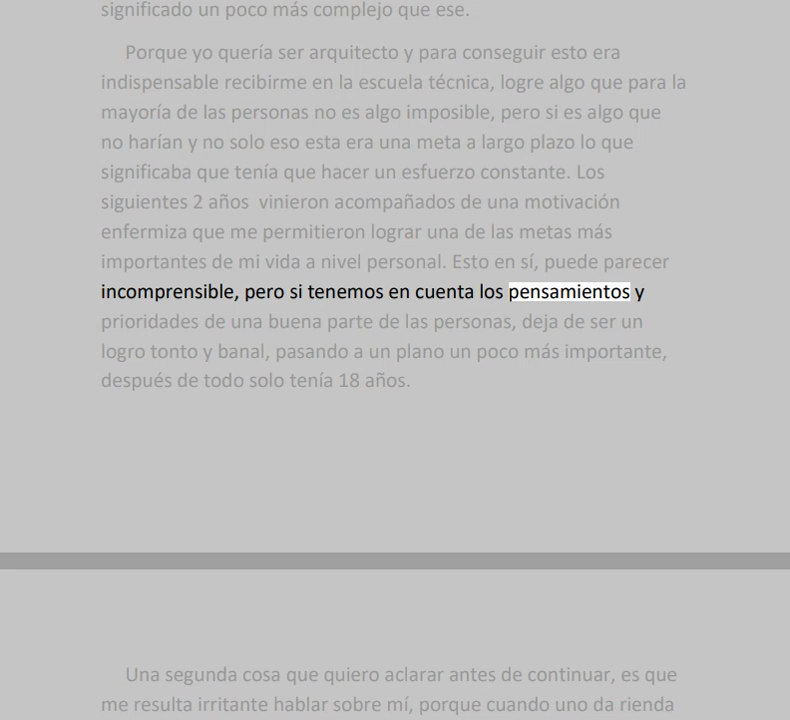 significado un poco más complejo que ese.
Porque yo quería ser arquitecto y para conseguir esto era
indispensable recibirme en la escuela técnica, logre algo que para la
mayoría de las personas no es algo imposible, pero si es algo que
no harían y no solo eso esta era una meta a largo plazo lo que
significaba que tenía que hacer un esfuerzo constante. Los
siguientes 2 años  vinieron acompañados de una motivación
enfermiza que me permitieron lograr una de las metas más
importantes de mi vida a nivel personal. Esto en sí, puede parecer
incomprensible, pero si tenemos en cuenta los pensamientos y
prioridades de una buena parte de las personas, deja de ser un
logro tonto y banal, pasando a un plano un poco más importante,
después de todo solo tenía 18 años.
Una segunda cosa que quiero aclarar antes de continuar, es que
me resulta irritante hablar sobre mí, porque cuando uno da rienda